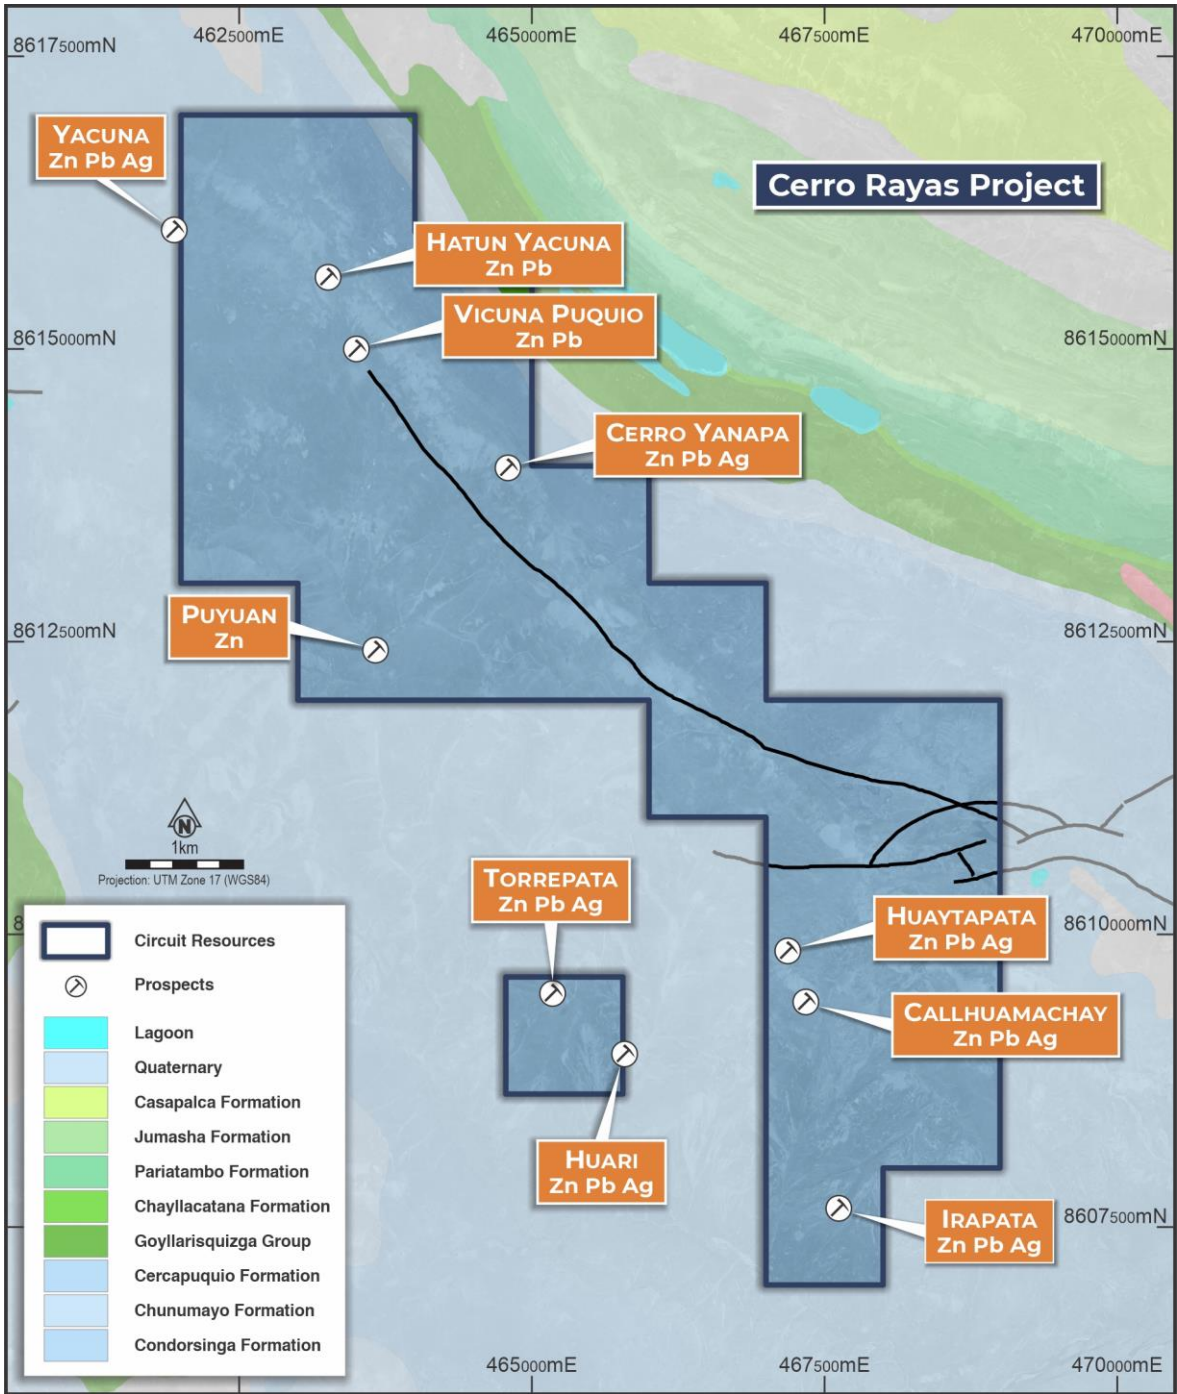 462500mE
465000mE
467500mE
470000mE
8617500mN
YACUNA
Zn Pb Ag
Cerro Rayas Project
HATUN YACUNA
Zn Pb
VICUNA PUQUIO
Zn Pb
8615000mN
8615000mN
CERRO YANAPA
Zn Pb Ag
PUYUAN
Zn
8612500mN
8612500mN
N
1km
Projection: UTM Zone 17 (WGS84)
TORREPATA
Zn Pb Ag
HUAYTAPATA
Zn Pb Ag
8610000mN
8
CALLHUAMACHAY
Zn Pb Ag
HUARI
Zn Pb Ag
IRAPATA
Zn Pb Ag
8607500mN
Circuit Resources
Prospects
Lagoon
Quaternary
Casapalca Formation
Jumasha Formation
Pariatambo Formation
Chayllacatana Formation
Goyllarisquizga Group
Cercapuquio Formation
Chunumayo Formation
Condorsinga Formation
465000mE
467500mE
470000mE